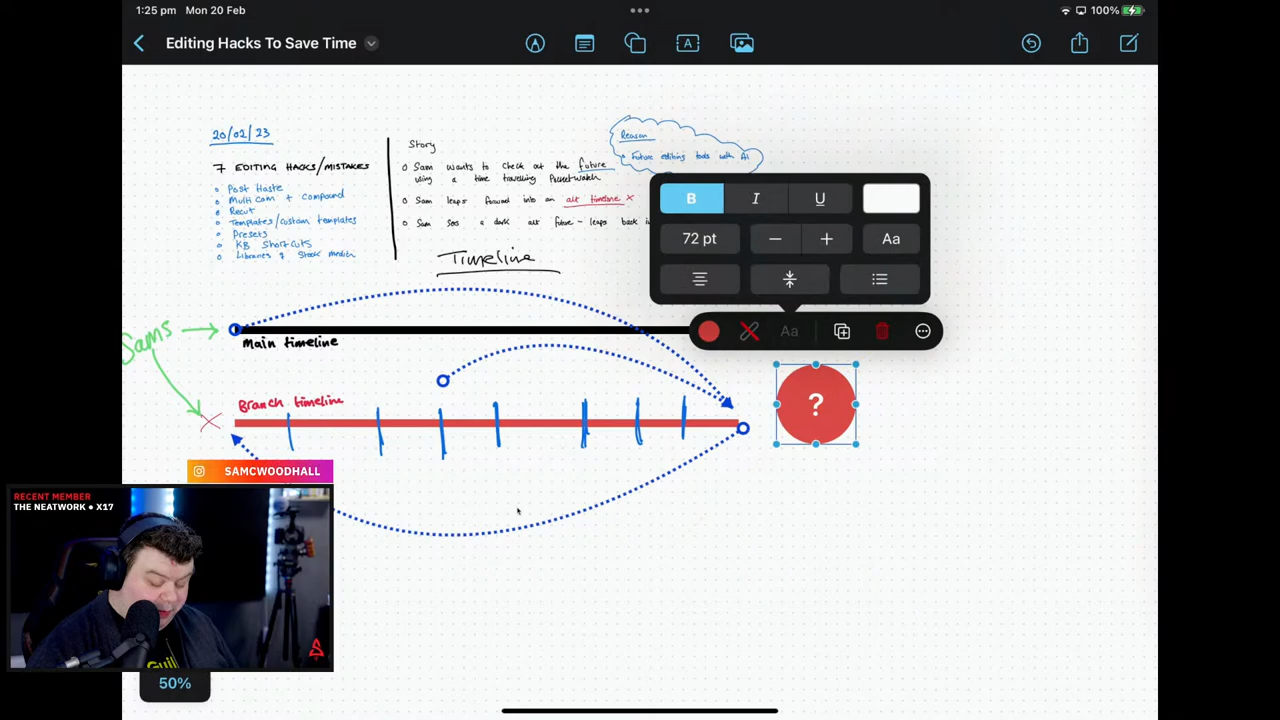 1:25 pm Mon 20 Feb
100%
Editing Hacks To Save Time
20/02/23
7 EDITING HACKS/MISTAKES
Post Haste
Multi Cam + Compound
Recut
Templates/custom templates
Presets
KB Shortcuts
Libraries & Stock media
Story
Sam wants to check out the future
using a time travelling Pocketwatch
Sam leaps forward into an alt timeline X
Sam sees a dark alt future - leaps back
Reason
Future editing tools with AI
B I U
72 pt - + Aa
Aa
Timeline
Sams
Main timeline
Branch timeline
?
SAMCWOODHALL
RECENT MEMBER
THE NEATWORK ● X17
50%